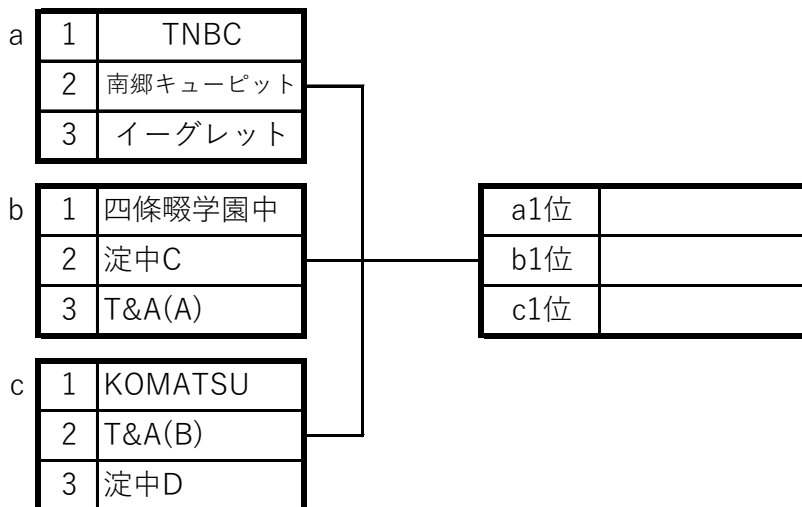 a 1 TNBC
2 南郷キューピット
3 イーグレット
b 1 四條畷学園中
2 淀中C
3 T&A(A)
a1位
b1位
c1位
c 1 KOMATSU
2 T&A(B)
3 淀中D